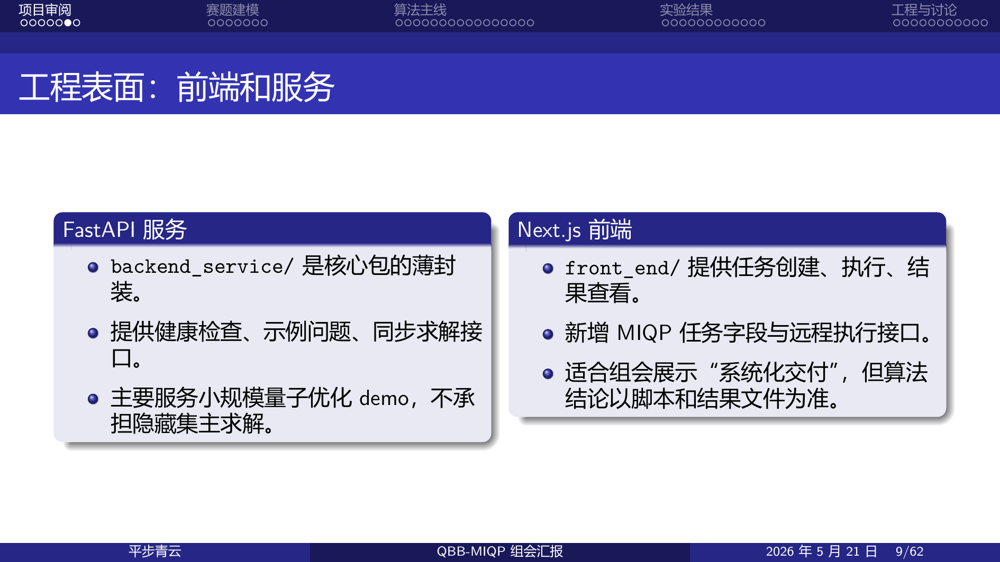 项目审阅
赛题建模
算法主线
实验结果
工程与讨论
工程表面：前端和服务
FastAPI 服务
backend_service/ 是核心包的薄封
装。
提供健康检查、示例问题、同步求解接
口。
主要服务小规模量子优化 demo，不承
担隐藏集主求解。
Next.js 前端
front_end/ 提供任务创建、执行、结
果查看。
新增 MIQP 任务字段与远程执行接口。
适合组会展示“系统化交付”，但算法
结论以脚本和结果文件为准。
平步青云
QBB-MIQP 组会汇报
2026 年 5 月 21 日 9/62